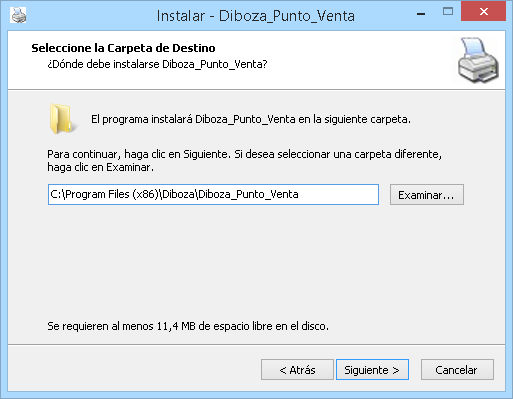 Instalar - Diboza_Punto_Venta
Seleccione la Carpeta de Destino
¿Dónde debe instalarse Diboza_Punto_Venta?
El programa instalará Diboza_Punto_Venta en la siguiente carpeta.
Para continuar, haga clic en Siguiente. Si desea seleccionar una carpeta diferente,
haga clic en Examinar.
C:\Program Files (x86)\Diboza\Diboza_Punto_Venta
Examinar...
Se requieren al menos 11,4 MB de espacio libre en el disco.
< Atrás
Siguiente >
Cancelar